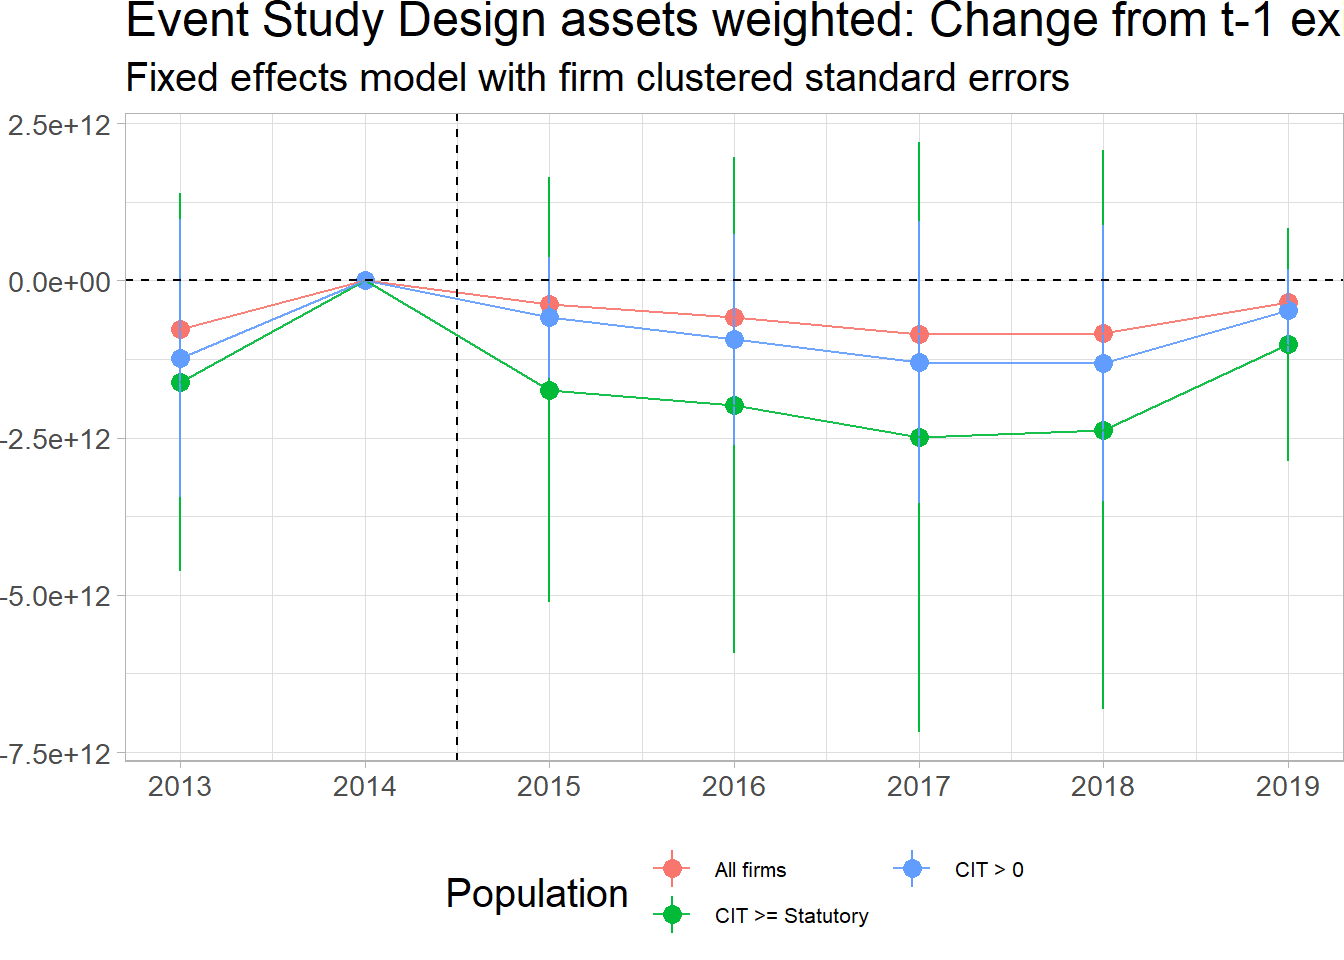 Event Study Design assets weighted: Change from t-1 ex
Fixed effects model with firm clustered standard errors
2.5e+12
0.0e+00
-2.5e+12
-5.0e+12
-7.5e+12
2013 2014 2015 2016 2017 2018 2019
Population
All firms
CIT > 0
CIT >= Statutory